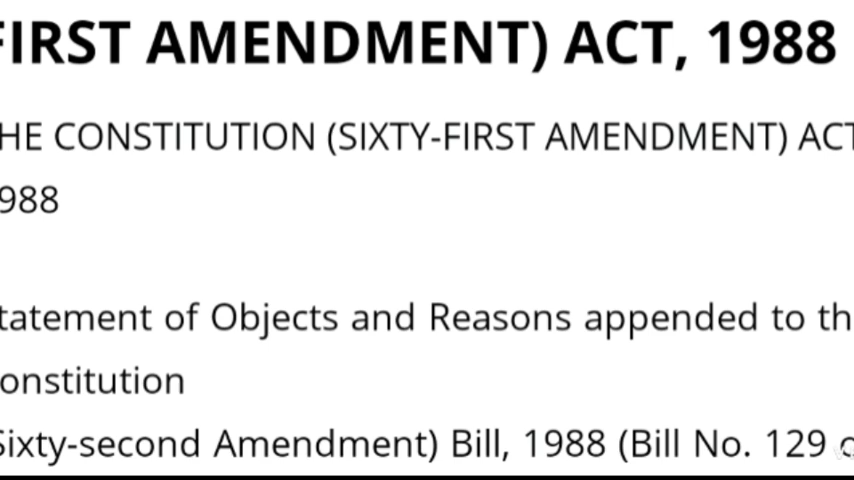 FIRST AMENDMENT) ACT, 1988
HE CONSTITUTION (SIXTY-FIRST AMENDMENT) ACT
988
tatement of Objects and Reasons appended to th
onstitution
Sixty-second Amendment) Bill, 1988 (Bill No. 129 o